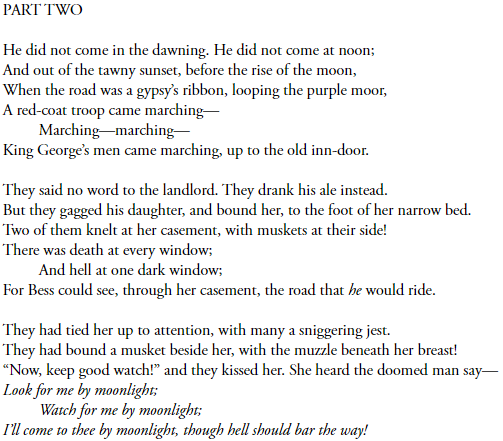 PART TWO
He did not come in the dawning. He did not come at noon;
And out of the tawny sunset, before the rise of the moon,
When the road was a gypsy’s ribbon, looping the purple moor,
A red-coat troop came marching—
Marching—marching—
King George’s men came marching, up to the old inn-door.
They said no word to the landlord. They drank his ale instead.
But they gagged his daughter, and bound her, to the foot of her narrow bed.
Two of them knelt at her casement, with muskets at their side!
There was death at every window;
And hell at one dark window;
For Bess could see, through her casement, the road that he would ride.
They had tied her up to attention, with many a sniggering jest.
They had bound a musket beside her, with the muzzle beneath her breast!
“Now, keep good watch!” and they kissed her. She heard the doomed man say—
Look for me by moonlight;
Watch for me by moonlight;
I’ll come to thee by moonlight, though hell should bar the way!